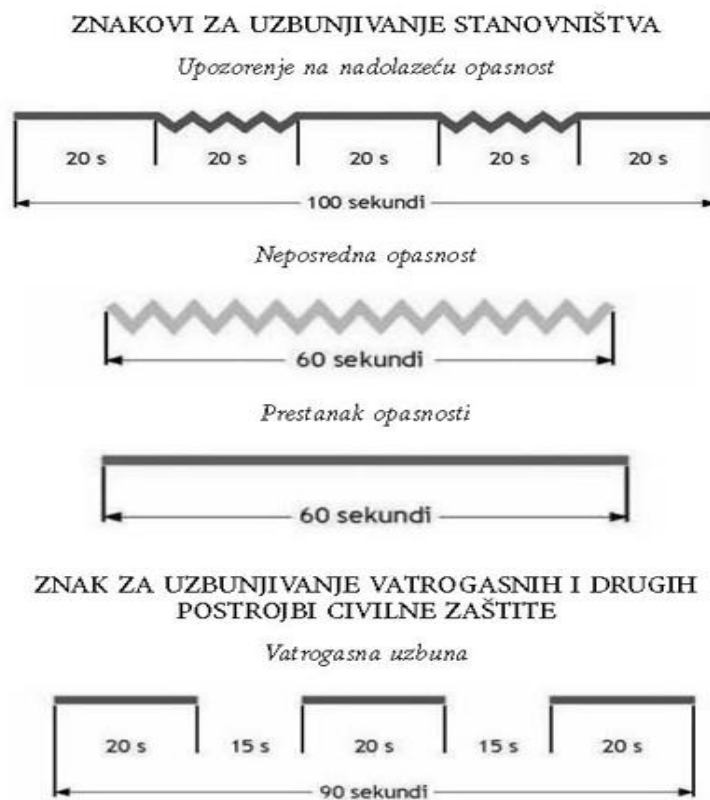 ZNAKOVI ZA UZBUNJIVANJE STANOVNIŠTVA
Upozorenje na nadolazeću opasnost
20 s 20 s 20 s 20 s 20 s
100 sekundi
Neposredna opasnost
60 sekundi
Prestanak opasnosti
60 sekundi
ZNAK ZA UZBUNJIVANJE VATROGASNIH I DRUGIH
POSTROJBI CIVILNE ZAŠTITE
Vatrogasna uzbuna
20 s 15 s 20 s 15 s 20 s
90 sekundi